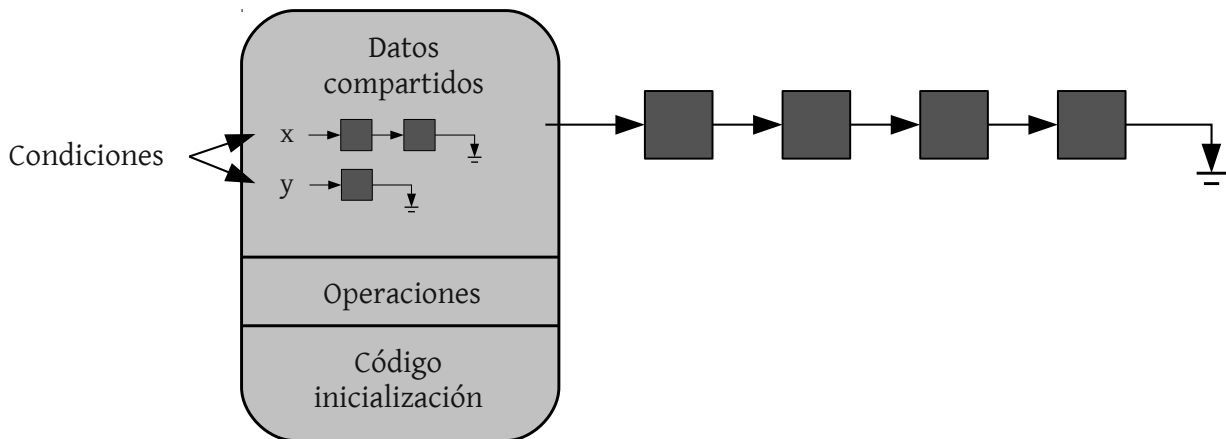 Datos
compartidos
x
Condiciones
y
Operaciones
Código
inicialización